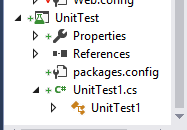 Web.config
UnitTest
Properties
References
packages.config
C# UnitTest1.cs
UnitTest1